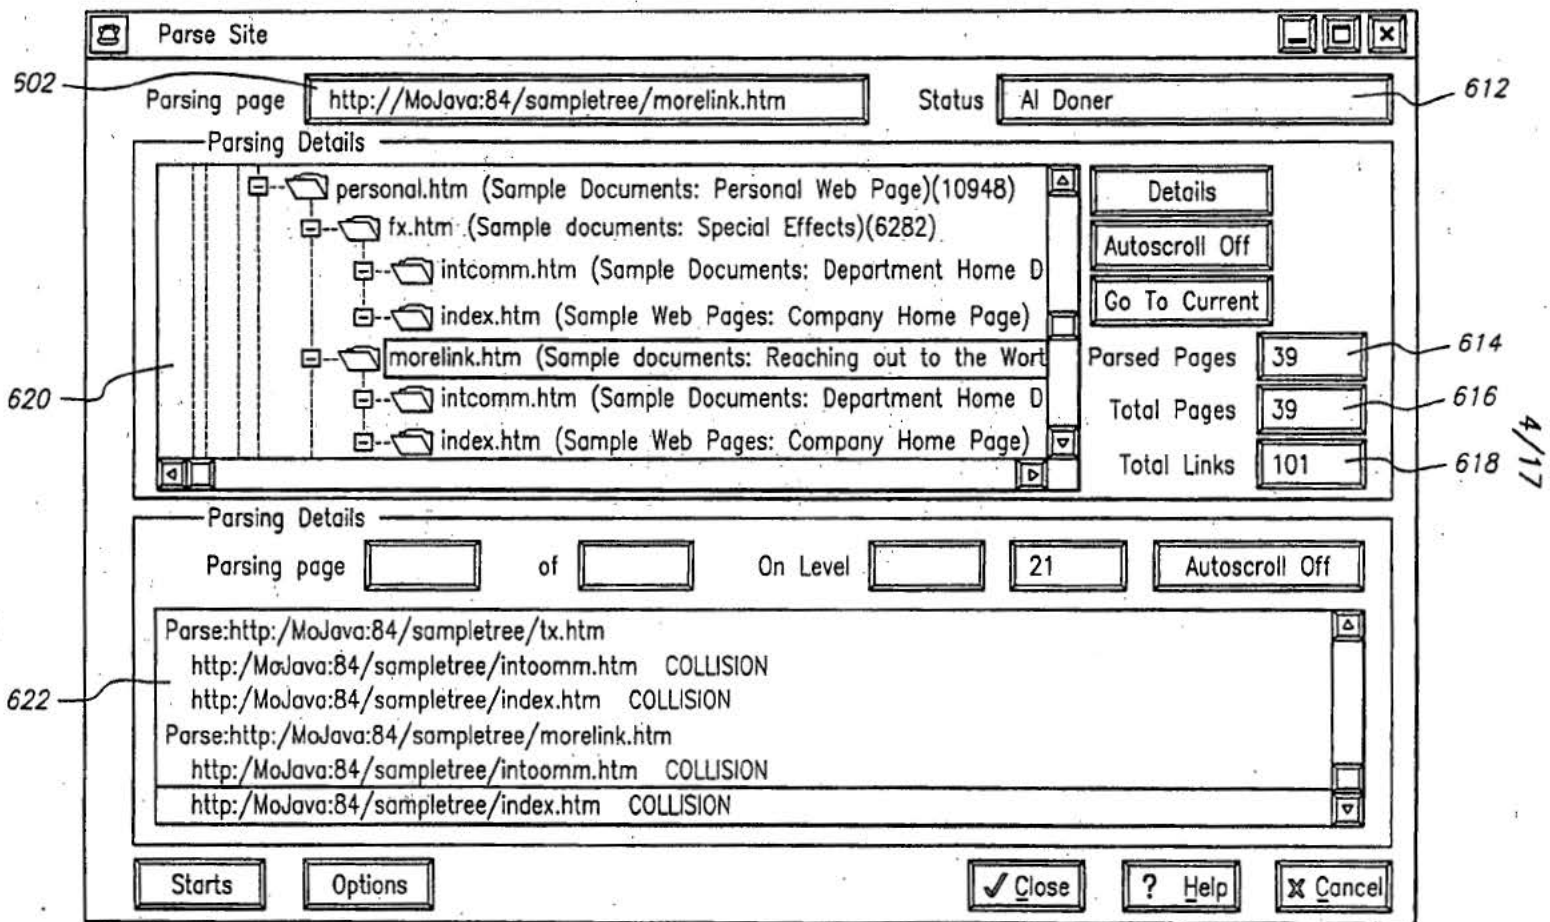 Parse Site
502
Parsing page http://MoJava:84/sampletree/morelink.htm Status Al Doner
612
Parsing Details
personal.htm (Sample Documents: Personal Web Page)(10948)
Details
fx.htm (Sample documents: Special Effects)(6282)
Autoscroll Off
intcomm.htm (Sample Documents: Department Home D
Go To Current
index.htm (Sample Web Pages: Company Home Page)
morelink.htm (Sample documents: Reaching out to the Wort
Parsed Pages 39
614
620
intcomm.htm (Sample Documents: Department Home D
Total Pages 39
616
index.htm (Sample Web Pages: Company Home Page)
Total Links 101
618
4/17
Parsing Details
Parsing page of On Level 21 Autoscroll Off
Parse:http:/MoJava:84/sampletree/tx.htm
http:/MoJava:84/sampletree/intoomm.htm COLLISION
622
http:/MoJava:84/sampletree/index.htm COLLISION
Parse:http:/MoJava:84/sampletree/morelink.htm
http:/MoJava:84/sampletree/intoomm.htm COLLISION
http:/MoJava:84/sampletree/index.htm COLLISION
Starts Options Close ? Help Cancel